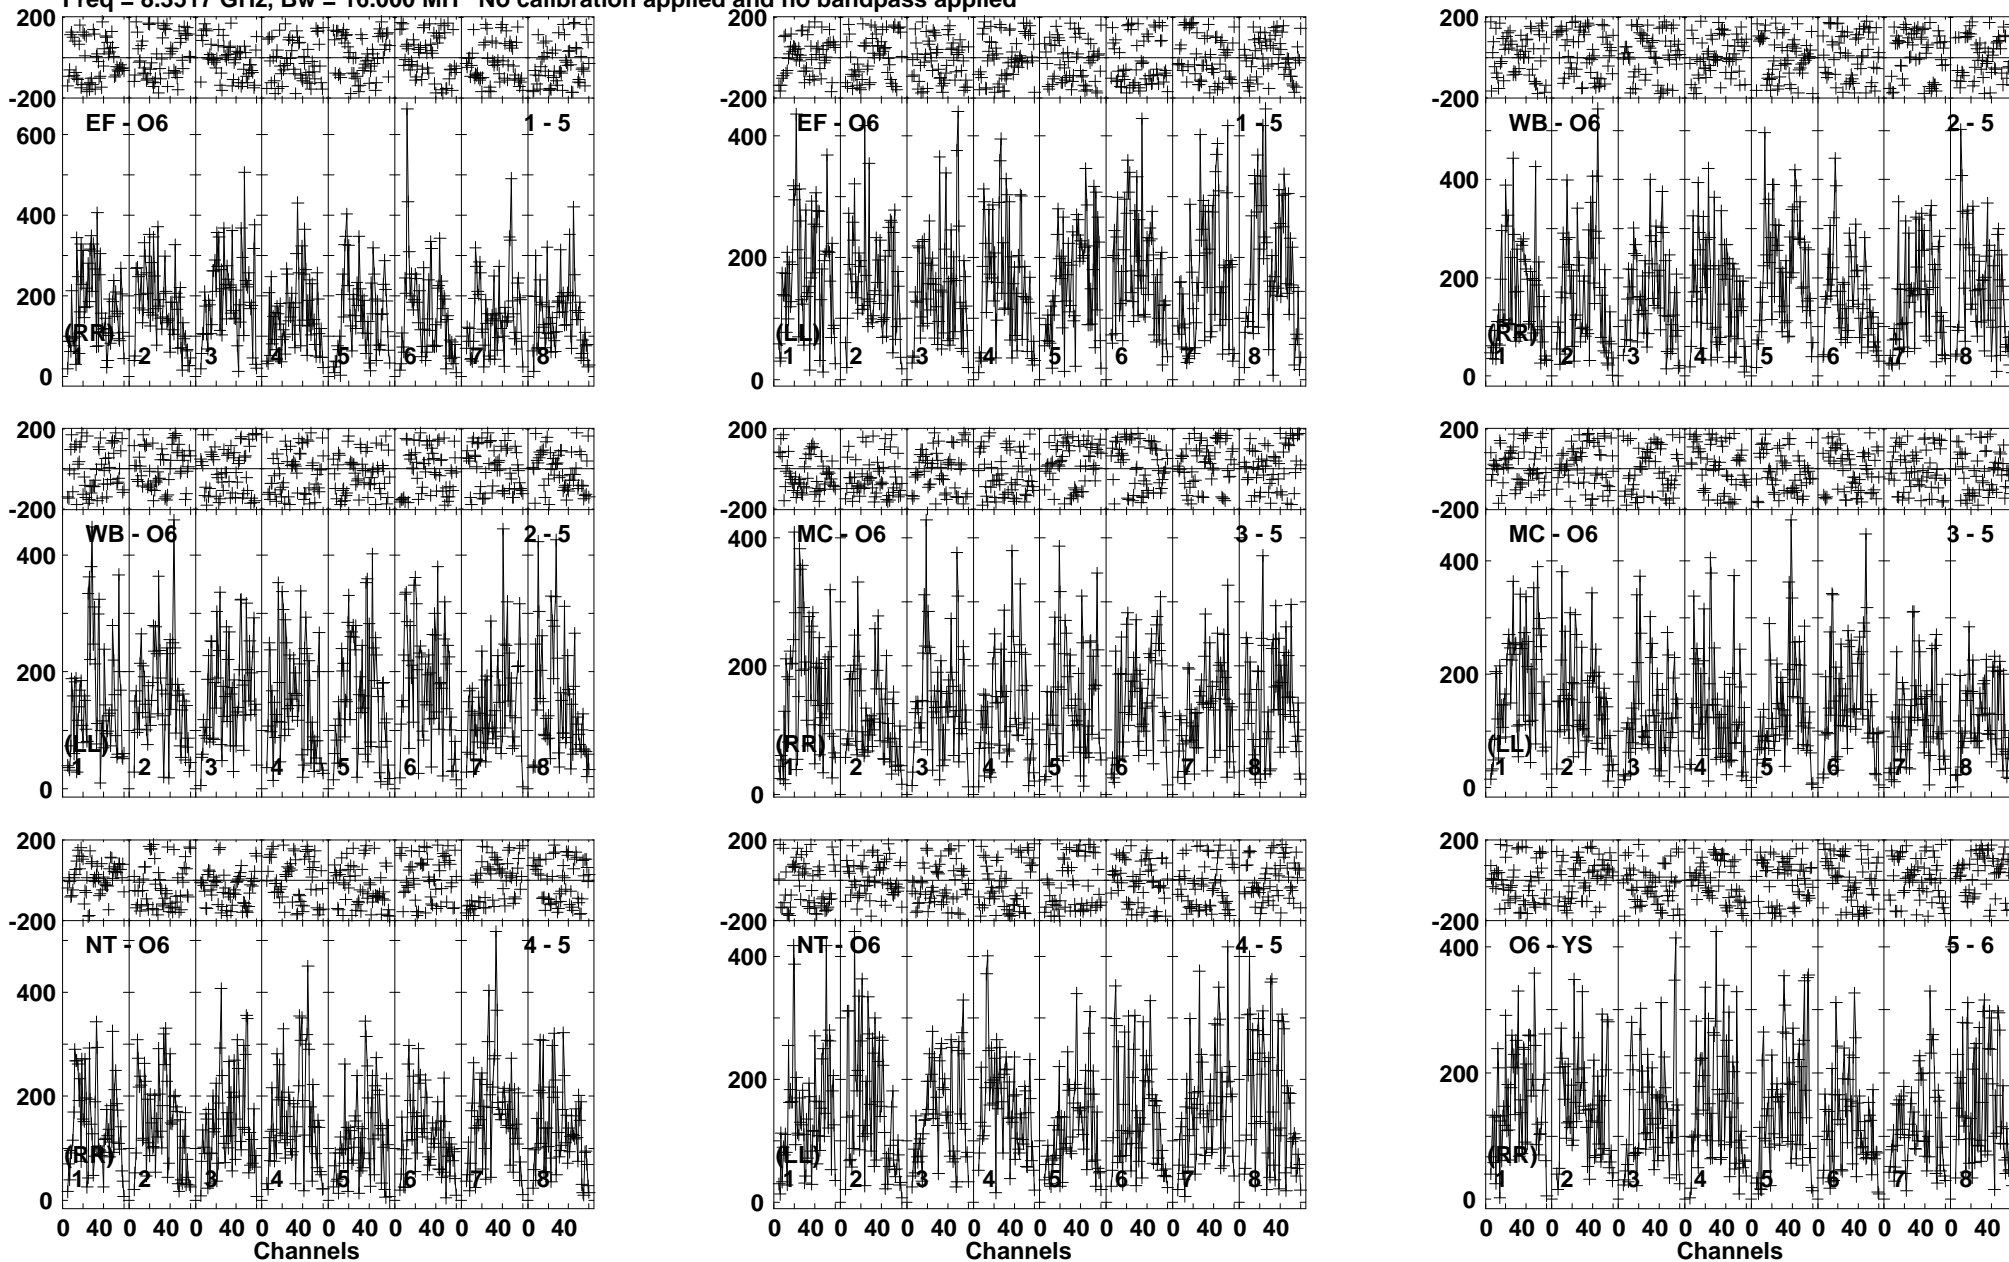 Freq = 8.3517 GHz, Bw = 16.000 MH No calibration applied and no bandpass applied
200 200 200
-200 -200 -200
EF - O6 1 - 5 EF - O6 1 - 5 WB - O6 2 - 5
600
400 400 400
200 200 200
(RR) (LL) (RR)
1 2 3 4 5 6 7 8 1 2 3 4 5 6 7 8 1 2 3 4 5 6 7 8
0 0 0
200 200 200
-200 -200 -200
WB - O6 2 - 5 MC - O6 3 - 5 MC - O6 3 - 5
400 400 400
200 200 200
(LL) (RR) (LL)
1 2 3 4 5 6 7 8 1 2 3 4 5 6 7 8 1 2 3 4 5 6 7 8
0 0 0
200 200 200
-200 -200 -200
NT - O6 4 - 5 NT - O6 4 - 5 O6 - YS 5 - 6
400 400 400
200 200 200
(RR) (LL) (RR)
1 2 3 4 5 6 7 8 1 2 3 4 5 6 7 8 1 2 3 4 5 6 7 8
0 0 0
0 40 0 40 0 40 0 40 0 40 0 40 0 40 0 40 0 40 0 40 0 40 0 40 0 40 0 40 0 40 0 40 0 40 0 40 0 40 0 40 0 40 0 40 0 40 0 40
Channels Channels Channels